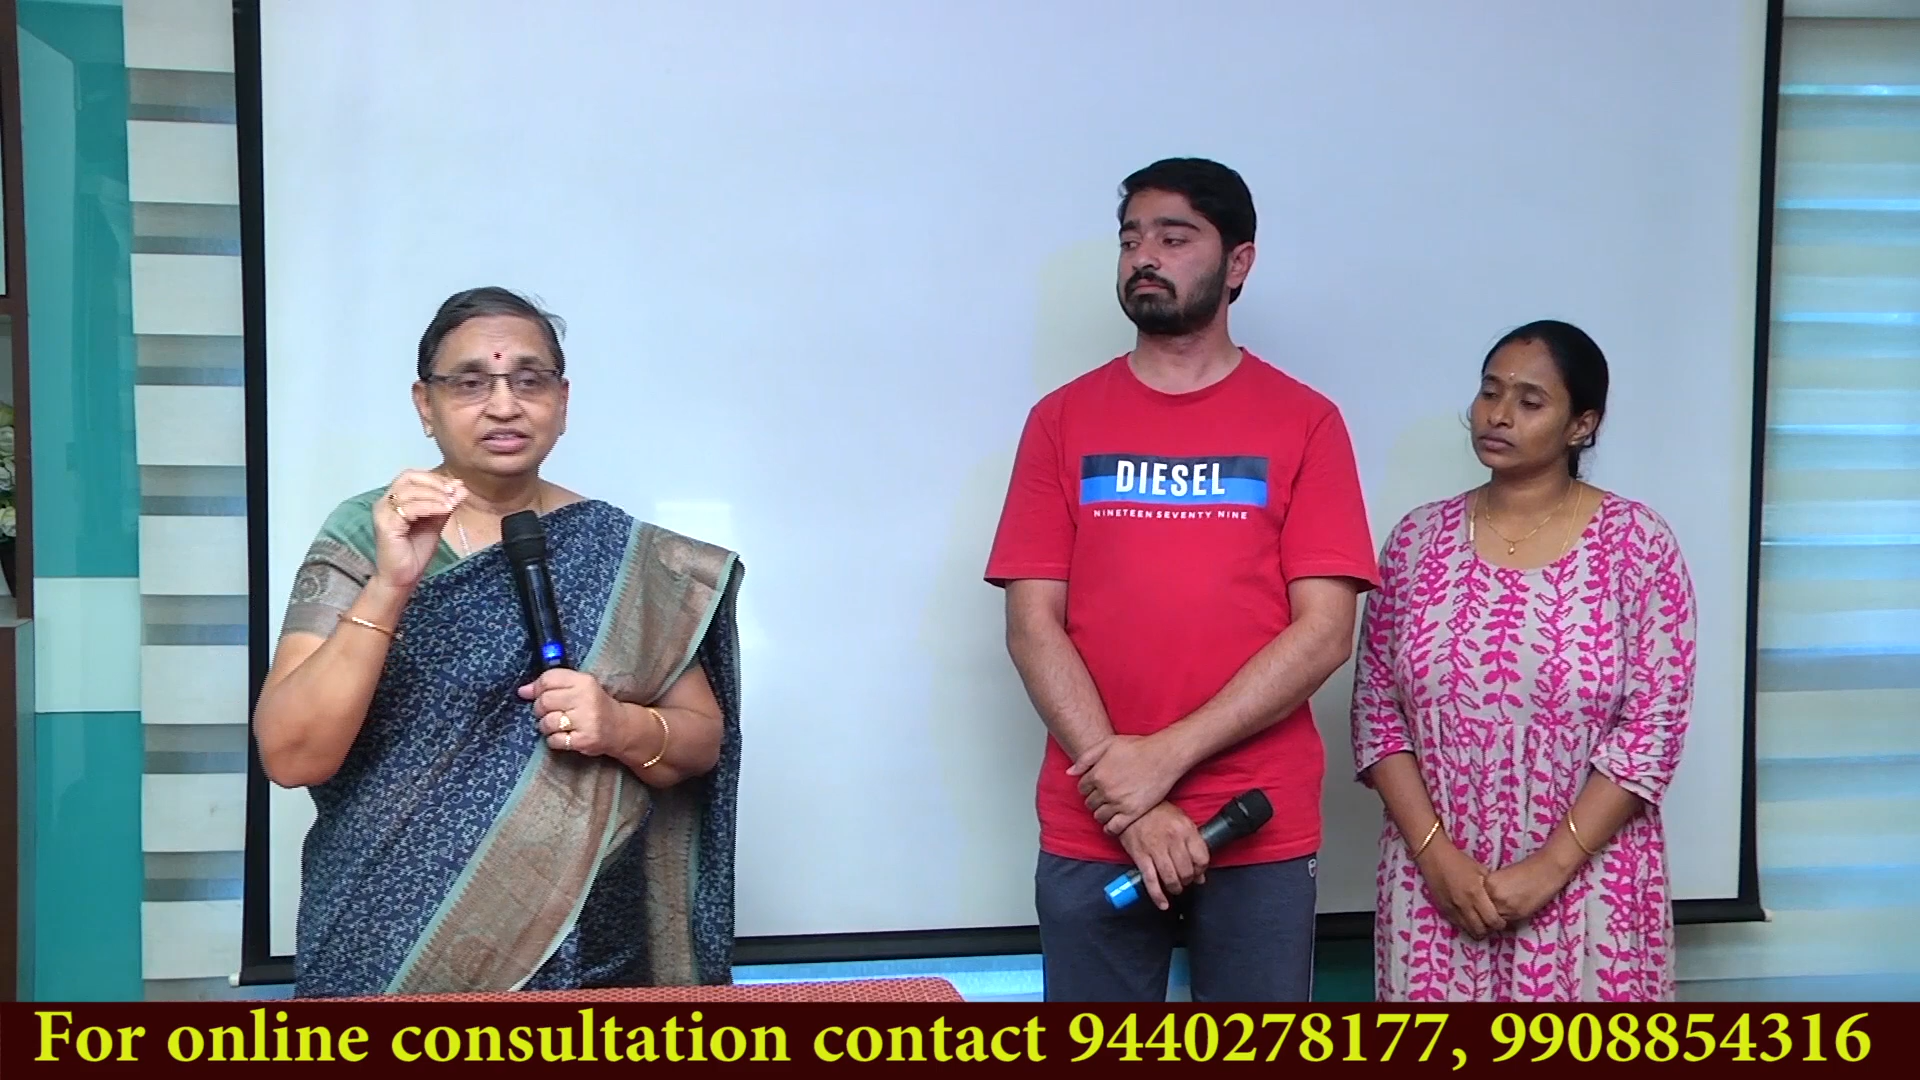 DIESEL
NINETEEN SEVENTY NINE
For online consultation contact 9440278177, 9908854316